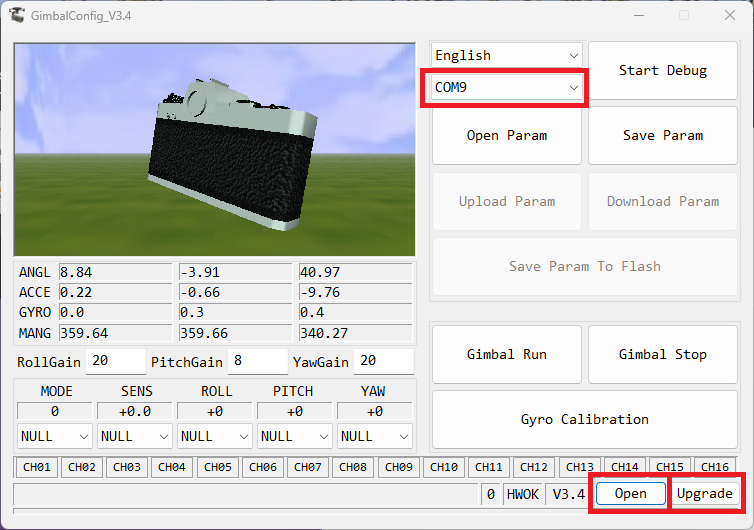 GimbalConfig_V3.4
English
COM9
Start Debug
Open Param
Save Param
Upload Param
Download Param
Save Param To Flash
ANGL 8.84 -3.91 40.97
ACCE 0.22 -0.66 -9.76
GYRO 0.0 0.3 0.4
MANG 359.64 359.66 340.27
RollGain 20 PitchGain 8 YawGain 20
MODE SENS ROLL PITCH YAW
0 +0.0 +0 +0 +0
NULL NULL NULL NULL NULL
Gimbal Run
Gimbal Stop
Gyro Calibration
CH01 CH02 CH03 CH04 CH05 CH06 CH07 CH08 CH09 CH10 CH11 CH12 CH13 CH14 CH15 CH16
0 HWOK V3.4 Open Upgrade